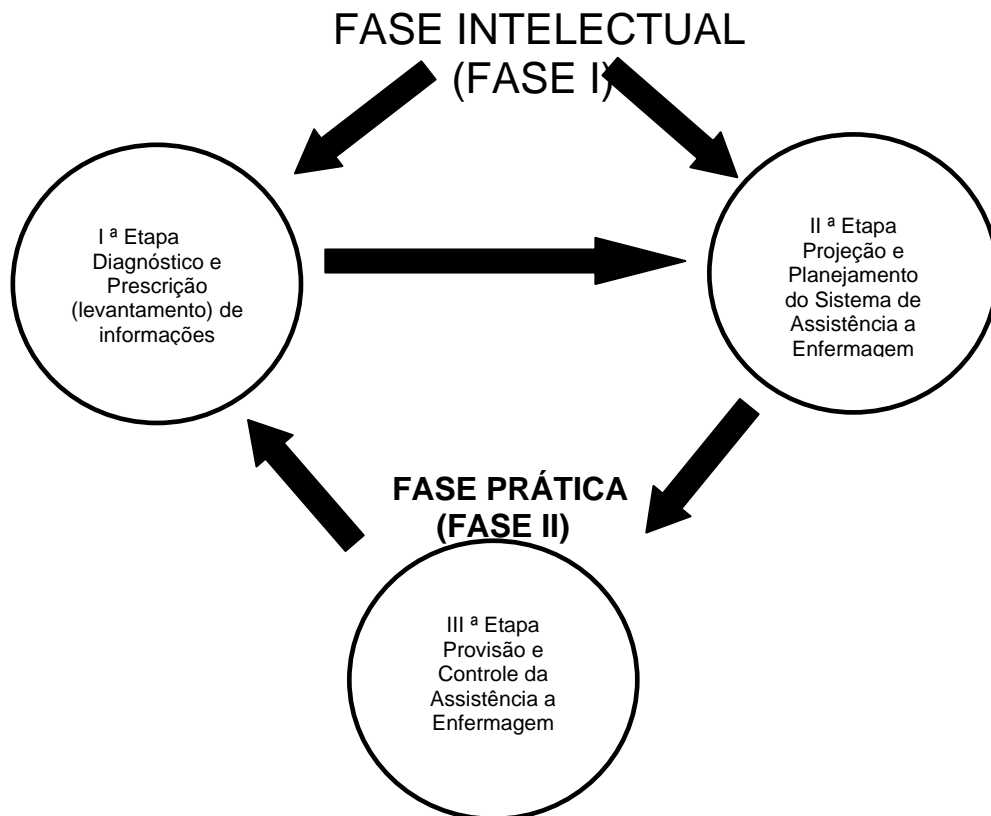 FASE INTELECTUAL
(FASE I)
I ª Etapa
Diagnóstico e
Prescrição
(levantamento) de
informações
II ª Etapa
Projeção e
Planejamento
do Sistema de
Assistência a
Enfermagem
FASE PRÁTICA
(FASE II)
III ª Etapa
Provisão e
Controle da
Assistência a
Enfermagem